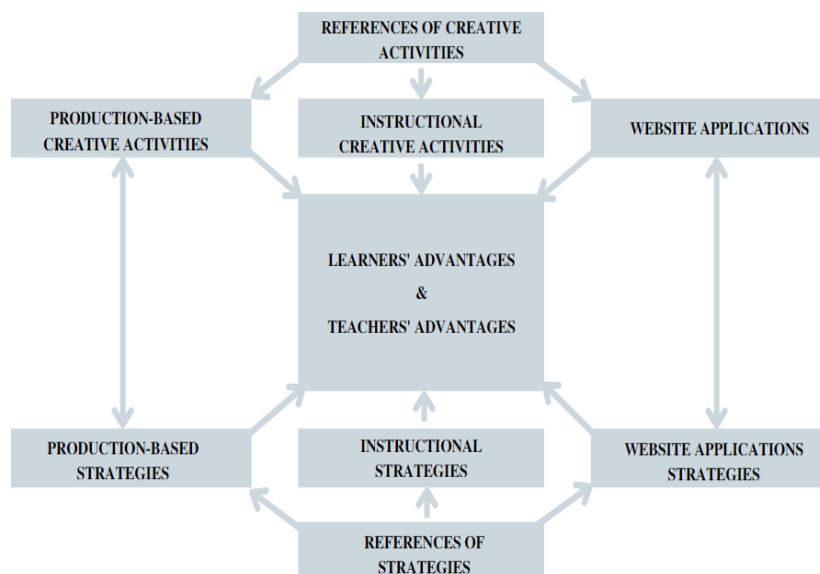 REFERENCES OF CREATIVE
ACTIVITIES
PRODUCTION-BASED
CREATIVE ACTIVITIES
INSTRUCTIONAL
CREATIVE ACTIVITIES
WEBSITE APPLICATIONS
LEARNERS' ADVANTAGES
&
TEACHERS' ADVANTAGES
PRODUCTION-BASED
STRATEGIES
INSTRUCTIONAL
STRATEGIES
WEBSITE APPLICATIONS
STRATEGIES
REFERENCES OF
STRATEGIES